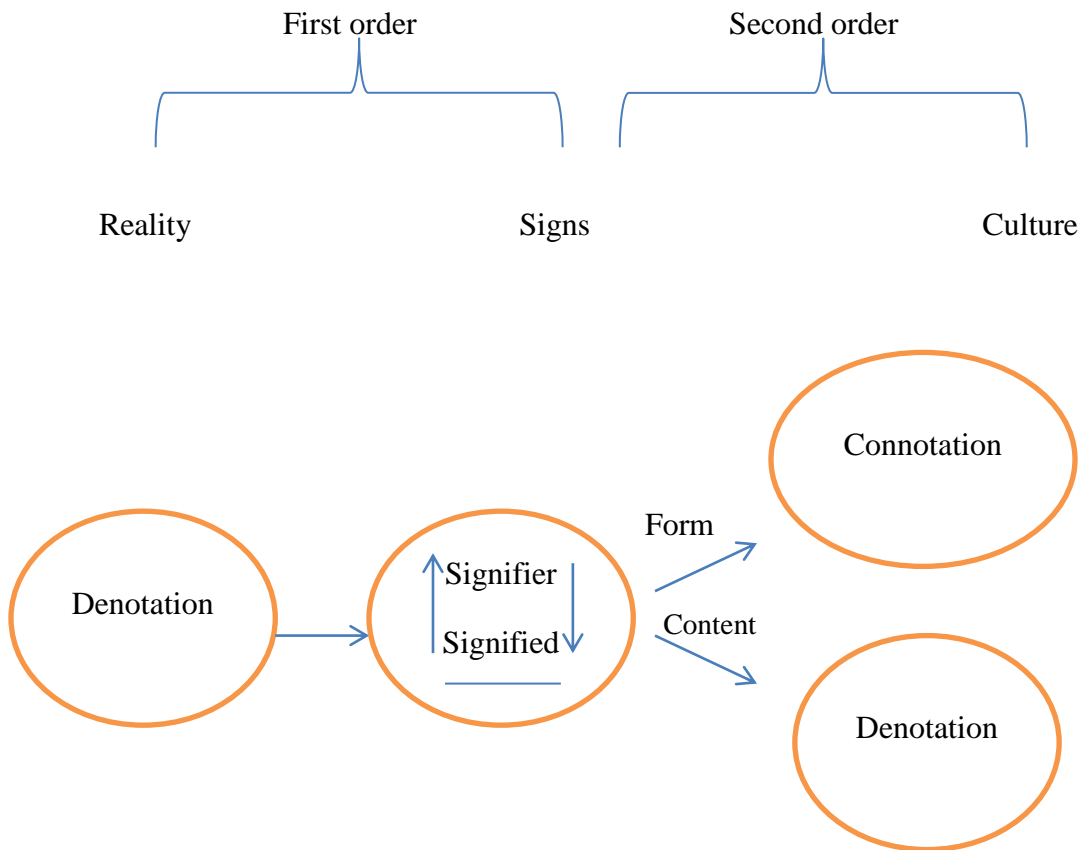 First order Second order
Reality Signs Culture
Connotation
Form
Signifier
Denotation
Content
Signified
Denotation